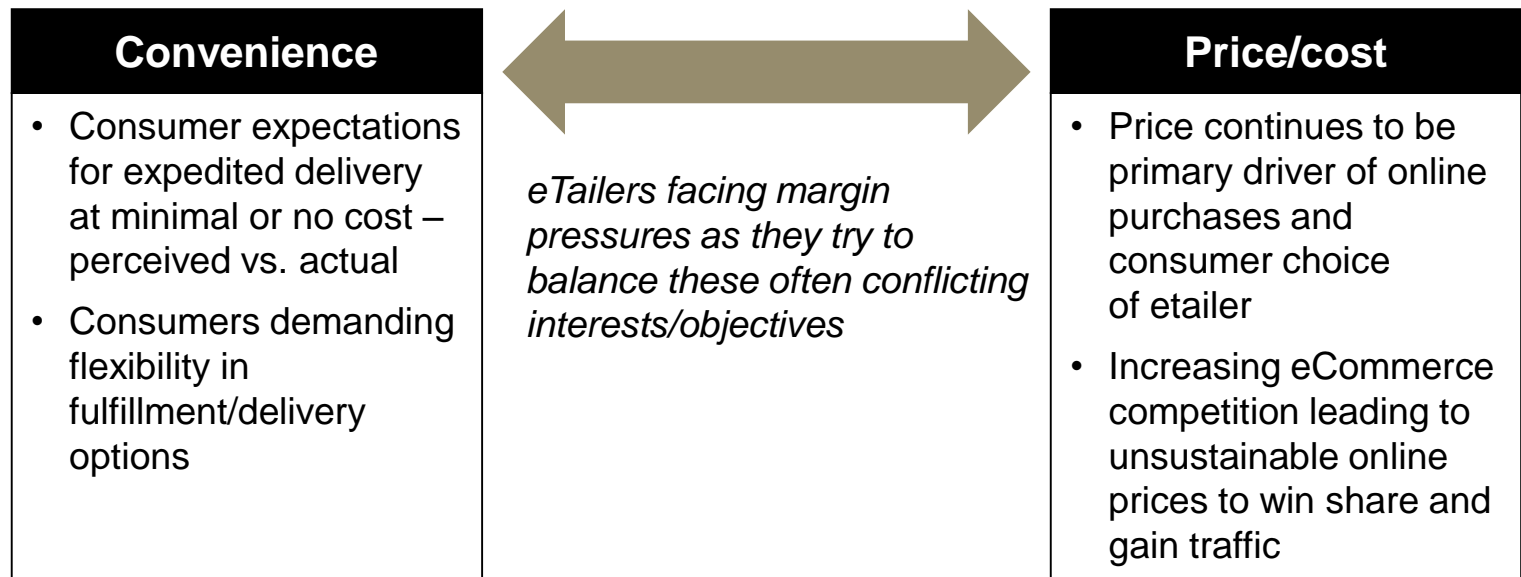 Convenience
• Consumer expectations
for expedited delivery
at minimal or no cost –
perceived vs. actual
• Consumers demanding
flexibility in
fulfillment/delivery
options
eTailers facing margin
pressures as they try to
balance these often conflicting
interests/objectives
Price/cost
• Price continues to be
primary driver of online
purchases and
consumer choice
of etailer
• Increasing eCommerce
competition leading to
unsustainable online
prices to win share and
gain traffic